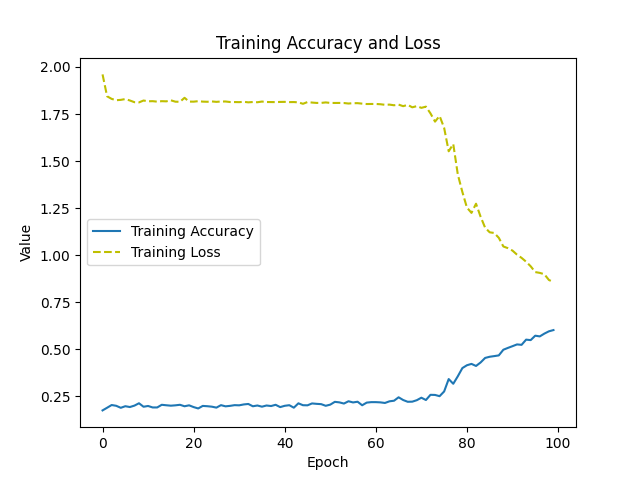 Training Accuracy and Loss
2.00
1.75
1.50
1.25
1.00
0.75
0.50
0.25
Value
Training Accuracy
Training Loss
0 20 40 60 80 100
Epoch